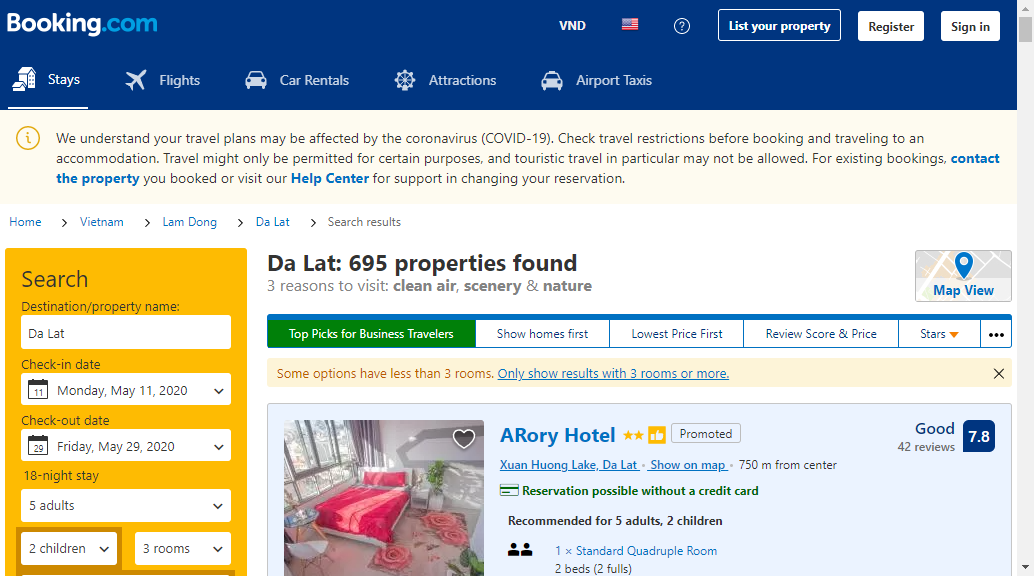 Booking.com
VND
List your property
Register
Sign in
Stays
Flights
Car Rentals
Attractions
Airport Taxis
We understand your travel plans may be affected by the coronavirus (COVID-19). Check travel restrictions before booking and traveling to an
accommodation. Travel might only be permitted for certain purposes, and touristic travel in particular may not be allowed. For existing bookings, contact
the property you booked or visit our Help Center for support in changing your reservation.
Home > Vietnam > Lam Dong > Da Lat > Search results
Search
Destination/property name:
Da Lat
Check-in date
11 Monday, May 11, 2020
Check-out date
29 Friday, May 29, 2020
18-night stay
5 adults
2 children
3 rooms
Da Lat: 695 properties found
3 reasons to visit: clean air, scenery & nature
Map View
Top Picks for Business Travelers
Show homes first
Lowest Price First
Review Score & Price
Stars
Some options have less than 3 rooms. Only show results with 3 rooms or more.
ARory Hotel
Promoted
Good
42 reviews
7.8
Xuan Huong Lake, Da Lat • Show on map • 750 m from center
Reservation possible without a credit card
Recommended for 5 adults, 2 children
1 × Standard Quadruple Room
2 beds (2 fulls)